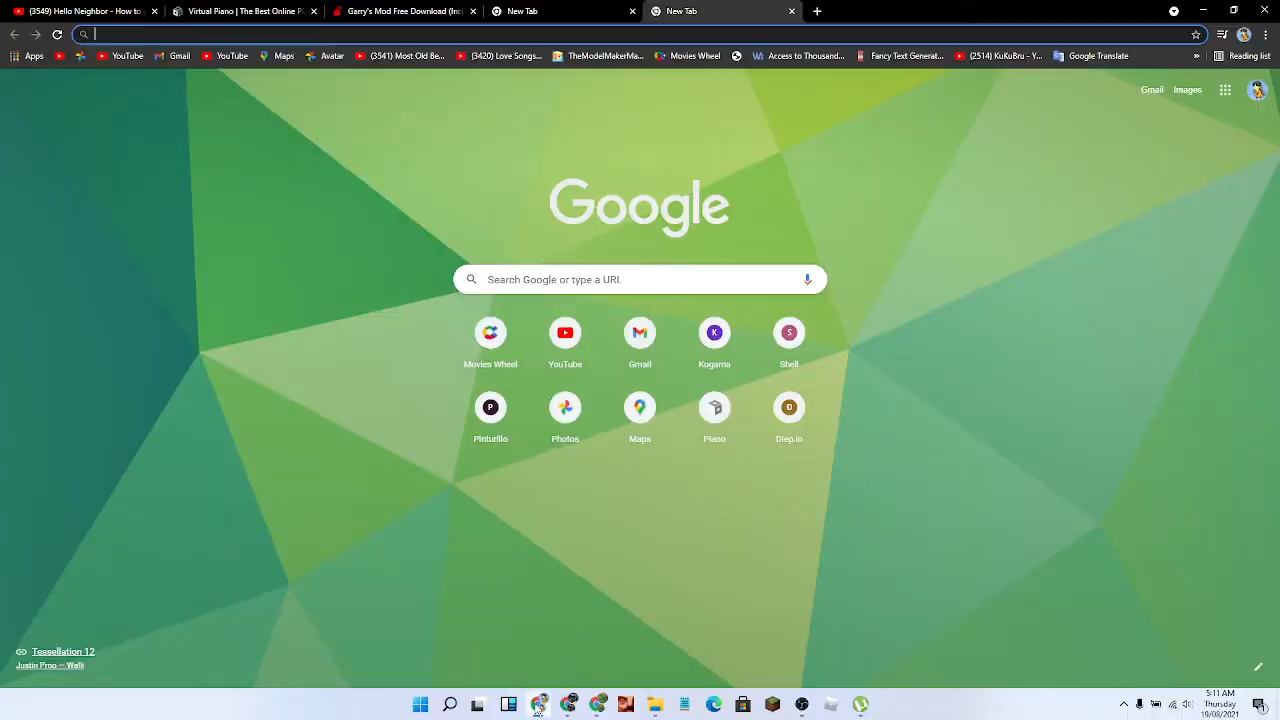 (3549) Hello Neighbor - How to
Virtual Piano | The Best Online Pi
Garry's Mod Free Download (Incl
New Tab
New Tab
Apps
YouTube
Gmail
YouTube
Maps
Avatar
(3541) Most Old Be...
(3420) Love Songs...
TheModelMakerMa...
Movies Wheel
Access to Thousand...
Fancy Text Generat...
(2514) KuKuBru - Y...
Google Translate
»
Reading list
Gmail
Images
Google
Search Google or type a URL
Movies Wheel
YouTube
Gmail
Kogama
Shell
Pinturillo
Photos
Maps
Piano
Diep.io
Tessellation 12
Justin Prno — Walli
5:11 AM
Thursday
19/08/2021